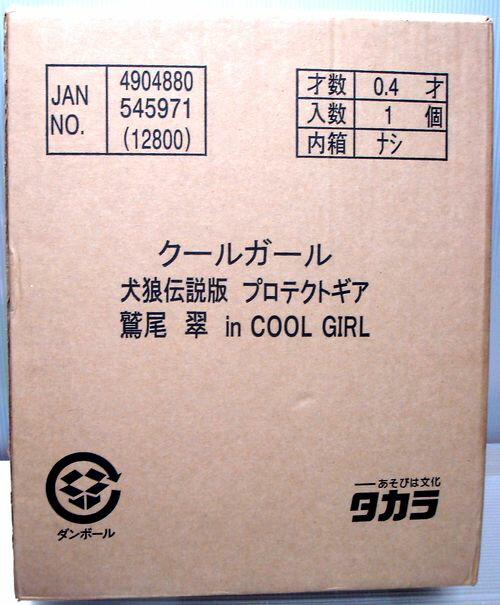 JAN NO.
4904880
545971
(12800)
才数 0.4 才
入数 1 個
内箱 ナシ
クールガール
犬狼伝説版 プロテクトギア
鷲尾 翠 in COOL GIRL
ダンボール
あそびは文化
タカラ